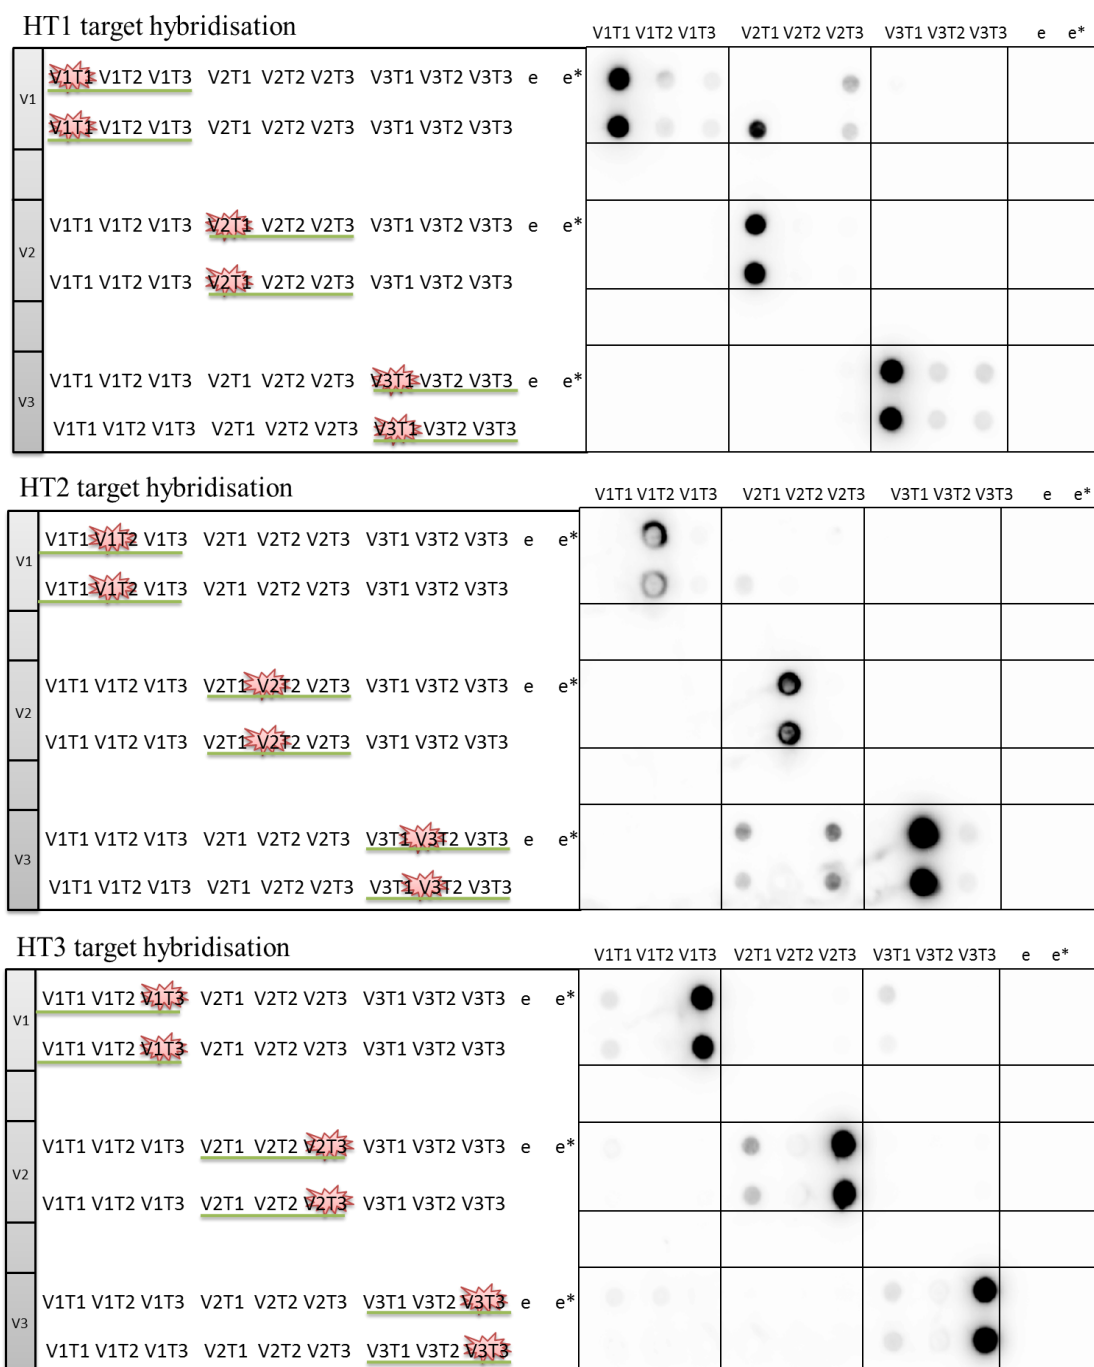 HT1 target hybridisation
V1T1 V1T2 V1T3 V2T1 V2T2 V2T3 V3T1 V3T2 V3T3 e e*
V1
V1T1 V1T2 V1T3 V2T1 V2T2 V2T3 V3T1 V3T2 V3T3 e e*
V1T1 V1T2 V1T3 V2T1 V2T2 V2T3 V3T1 V3T2 V3T3
V2
V1T1 V1T2 V1T3 V2T1 V2T2 V2T3 V3T1 V3T2 V3T3 e e*
V1T1 V1T2 V1T3 V2T1 V2T2 V2T3 V3T1 V3T2 V3T3
V3
V1T1 V1T2 V1T3 V2T1 V2T2 V2T3 V3T1 V3T2 V3T3 e e*
V1T1 V1T2 V1T3 V2T1 V2T2 V2T3 V3T1 V3T2 V3T3
HT2 target hybridisation
V1T1 V1T2 V1T3 V2T1 V2T2 V2T3 V3T1 V3T2 V3T3 e e*
V1
V1T1 V1T2 V1T3 V2T1 V2T2 V2T3 V3T1 V3T2 V3T3 e e*
V1T1 V1T2 V1T3 V2T1 V2T2 V2T3 V3T1 V3T2 V3T3
V2
V1T1 V1T2 V1T3 V2T1 V2T2 V2T3 V3T1 V3T2 V3T3 e e*
V1T1 V1T2 V1T3 V2T1 V2T2 V2T3 V3T1 V3T2 V3T3
V3
V1T1 V1T2 V1T3 V2T1 V2T2 V2T3 V3T1 V3T2 V3T3 e e*
V1T1 V1T2 V1T3 V2T1 V2T2 V2T3 V3T1 V3T2 V3T3
HT3 target hybridisation
V1T1 V1T2 V1T3 V2T1 V2T2 V2T3 V3T1 V3T2 V3T3 e e*
V1
V1T1 V1T2 V1T3 V2T1 V2T2 V2T3 V3T1 V3T2 V3T3 e e*
V1T1 V1T2 V1T3 V2T1 V2T2 V2T3 V3T1 V3T2 V3T3
V2
V1T1 V1T2 V1T3 V2T1 V2T2 V2T3 V3T1 V3T2 V3T3 e e*
V1T1 V1T2 V1T3 V2T1 V2T2 V2T3 V3T1 V3T2 V3T3
V3
V1T1 V1T2 V1T3 V2T1 V2T2 V2T3 V3T1 V3T2 V3T3 e e*
V1T1 V1T2 V1T3 V2T1 V2T2 V2T3 V3T1 V3T2 V3T3